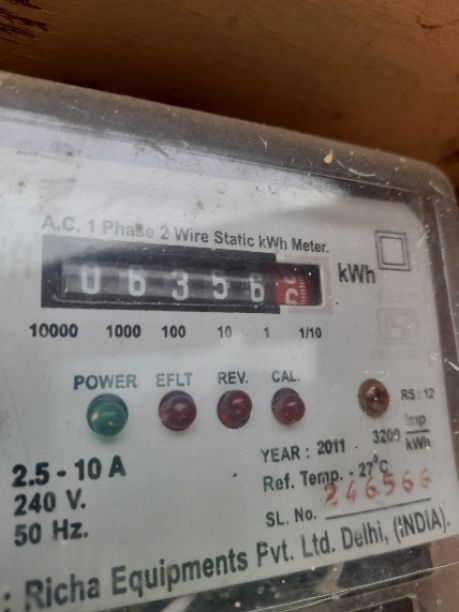 A.C. 1 Phase 2 Wire Static kWh Meter.
0 6 3 5 6 kWh
10000 1000 100 10 1 1/10
POWER EFLT REV. CAL.
RS : 12
2.5 - 10 A
240 V.
50 Hz.
YEAR : 2011
3200 Imp/kWh
Ref. Temp. - 27°C
SL. No. 246566
: Richa Equipments Pvt. Ltd. Delhi, (INDIA).